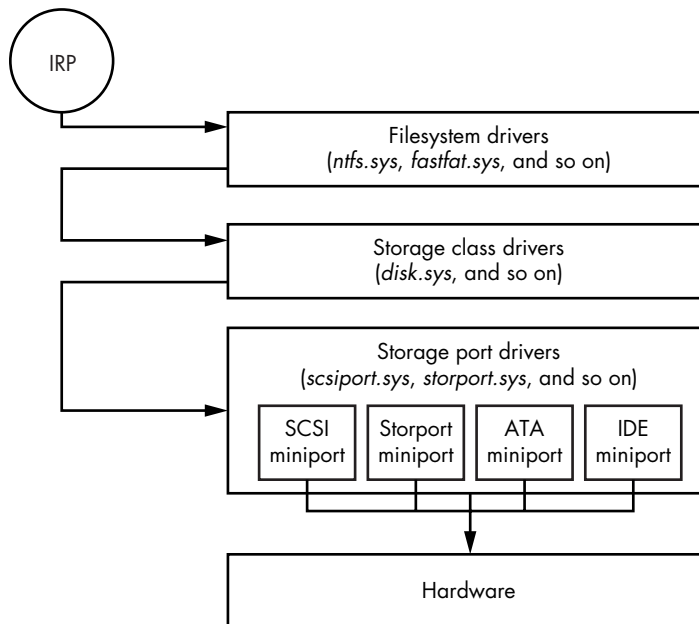 IRP
Filesystem drivers
(ntfs.sys, fastfat.sys, and so on)
Storage class drivers
(disk.sys, and so on)
Storage port drivers
(scsiport.sys, storport.sys, and so on)
SCSI
miniport
Storport
miniport
ATA
miniport
IDE
miniport
Hardware